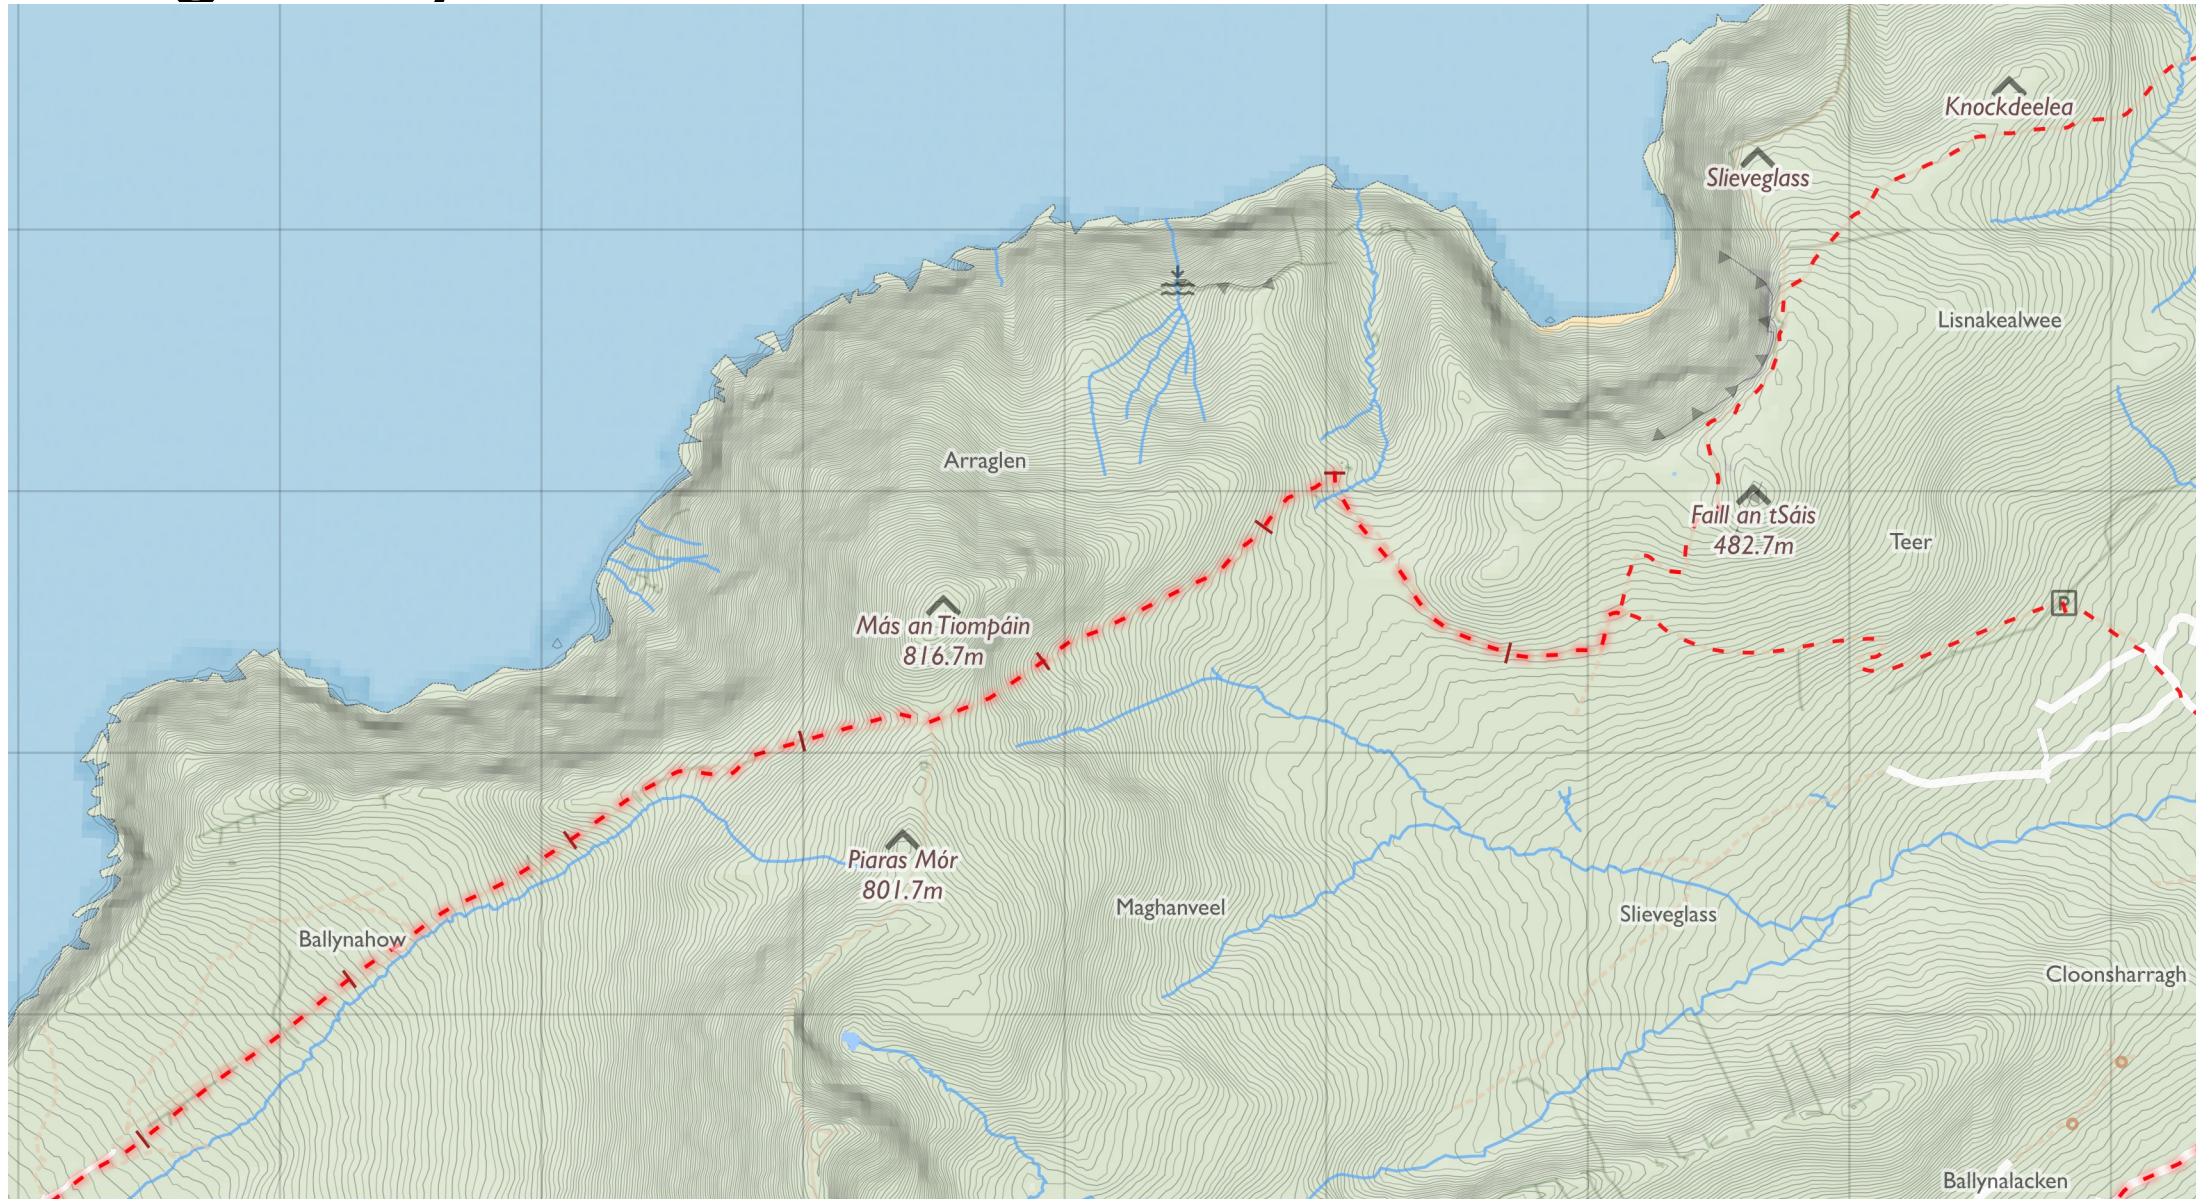 Knockdeelea
Slieveglass
Lisnakealwee
Arraglen
Faill an tSáis
482.7m
Teer
P
Más an Tiompáin
816.7m
Piaras Mór
801.7m
Maghanveel
Slieveglass
Ballynahow
Cloonsharragh
Ballynalacken